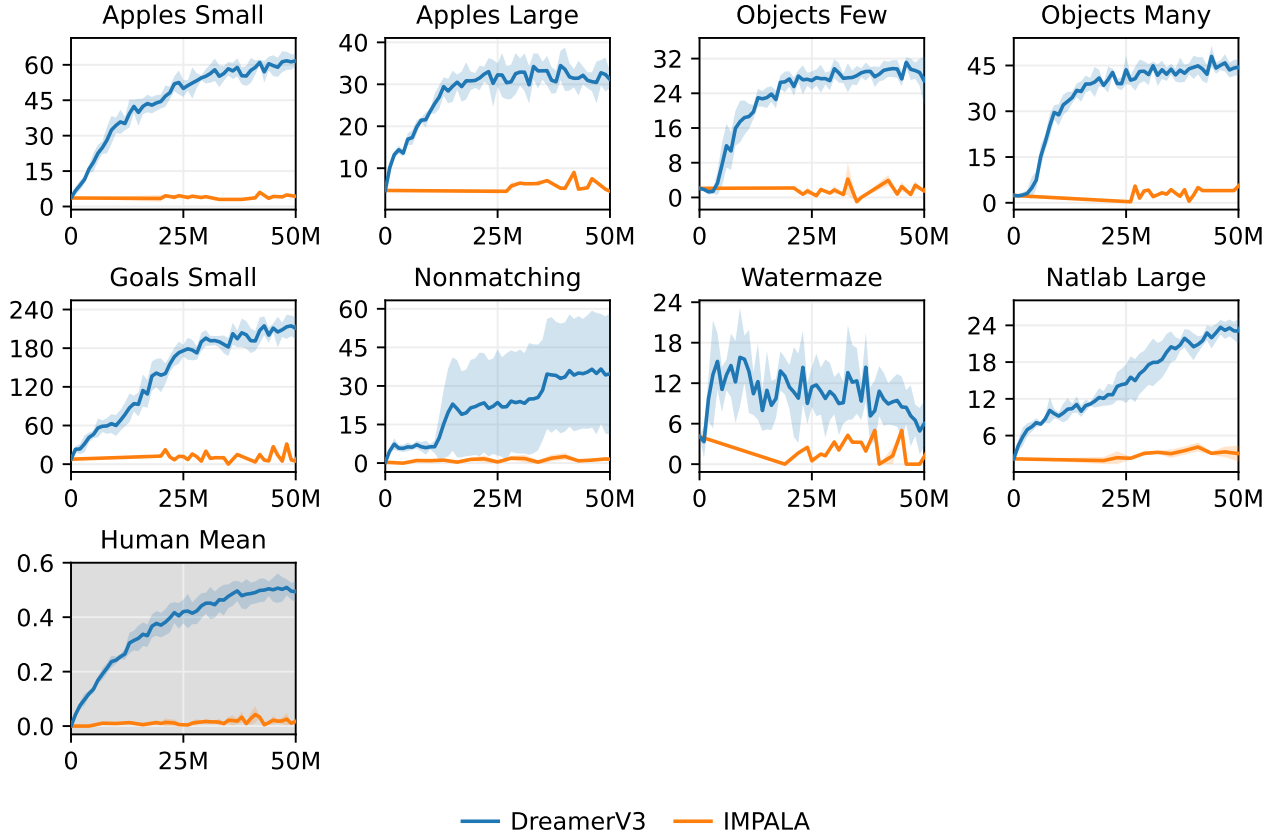 Apples Small
Apples Large
Objects Few
Objects Many
60
45
30
15
0
0 25M 50M
40
30
20
10
0 25M 50M
32
24
16
8
0
0 25M 50M
45
30
15
0
0 25M 50M
Goals Small
Nonmatching
Watermaze
Natlab Large
240
180
120
60
0
0 25M 50M
60
45
30
15
0
0 25M 50M
24
18
12
6
0
0 25M 50M
24
18
12
6
0 25M 50M
Human Mean
0.6
0.4
0.2
0.0
0 25M 50M
DreamerV3 IMPALA